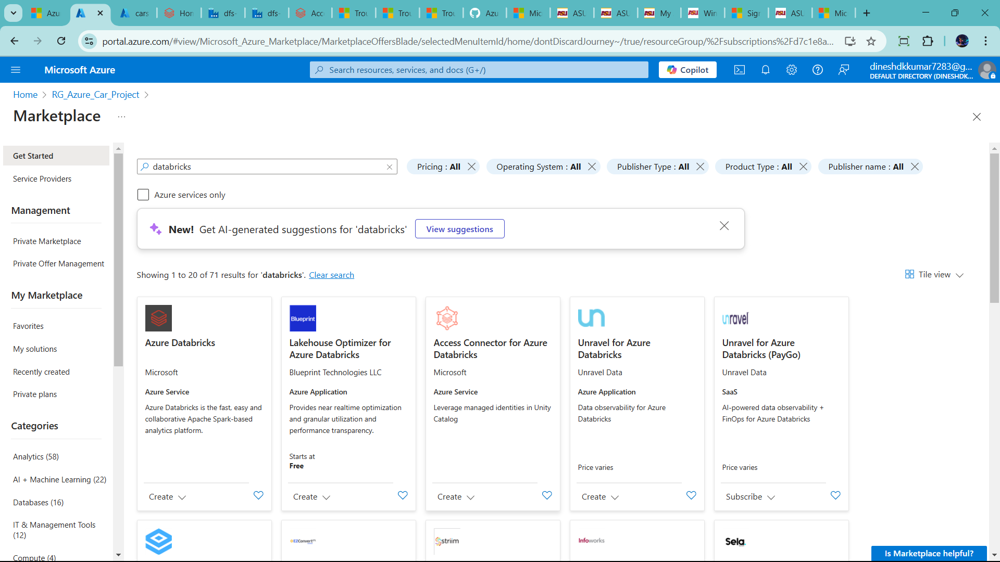 Azu
cars
Hon
dfs-
dfs-
Acc
Trou
Trou
Trou
Azu
Mic
ASU
ASU
My
Win
Sign
ASU
Mic
portal.azure.com/#view/Microsoft_Azure_Marketplace/MarketplaceOffersBlade/selectedMenuItemId/home/dontDiscardJourney~/true/resourceGroup/%2Fsubscriptions%2Fd7c1e8a...
Microsoft Azure
Search resources, services, and docs (G+/)
Copilot
dineshdkkumar7283@g...
DEFAULT DIRECTORY (DINESHDK...
Home > RG_Azure_Car_Project >
Marketplace ...
Get Started
Service Providers
Management
Private Marketplace
Private Offer Management
My Marketplace
Favorites
My solutions
Recently created
Private plans
Categories
Analytics (58)
AI + Machine Learning (22)
Databases (16)
IT & Management Tools
(12)
Compute (4)
databricks
Pricing : All
Operating System : All
Publisher Type : All
Product Type : All
Publisher name : All
Azure services only
New! Get AI-generated suggestions for 'databricks'
View suggestions
Showing 1 to 20 of 71 results for 'databricks'. Clear search
Tile view
Azure Databricks
Microsoft
Azure Service
Azure Databricks is the fast, easy and
collaborative Apache Spark-based
analytics platform.
Create
Blueprint
Lakehouse Optimizer for
Azure Databricks
Blueprint Technologies LLC
Azure Application
Provides near realtime optimization
and granular utilization and
performance transparency.
Starts at
Free
Create
Access Connector for Azure
Databricks
Microsoft
Azure Service
Leverage managed identities in Unity
Catalog
Create
un
Unravel for Azure
Databricks
Unravel Data
Azure Application
Data observability for Azure
Databricks
Price varies
Create
unravel
Unravel for Azure
Databricks (PayGo)
Unravel Data
SaaS
AI-powered data observability +
FinOps for Azure Databricks
Price varies
Subscribe
EZConvert
striim
Infoworks
Sela
Is Marketplace helpful?